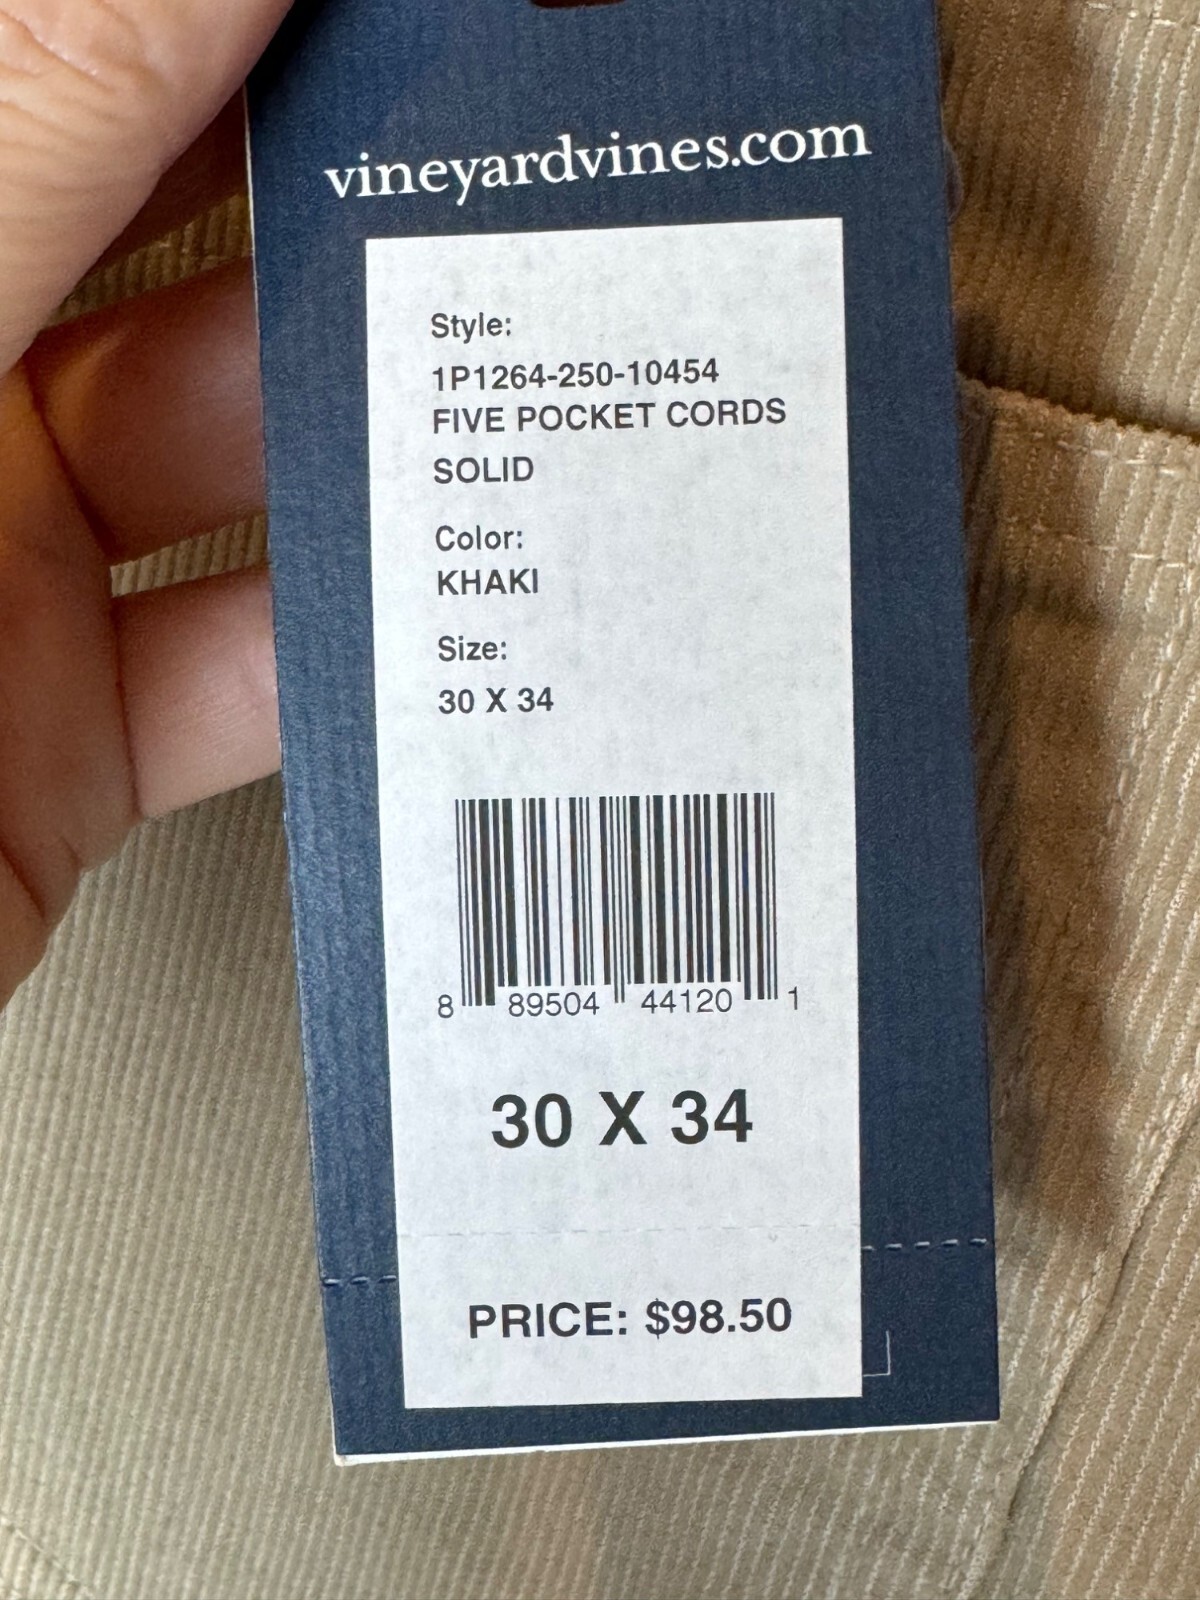 vineyardvines.com
Style:
1P1264-250-10454
FIVE POCKET CORDS
SOLID
Color:
KHAKI
Size:
30 X 34
8 89504 44120 1
30 X 34
PRICE: $98.50